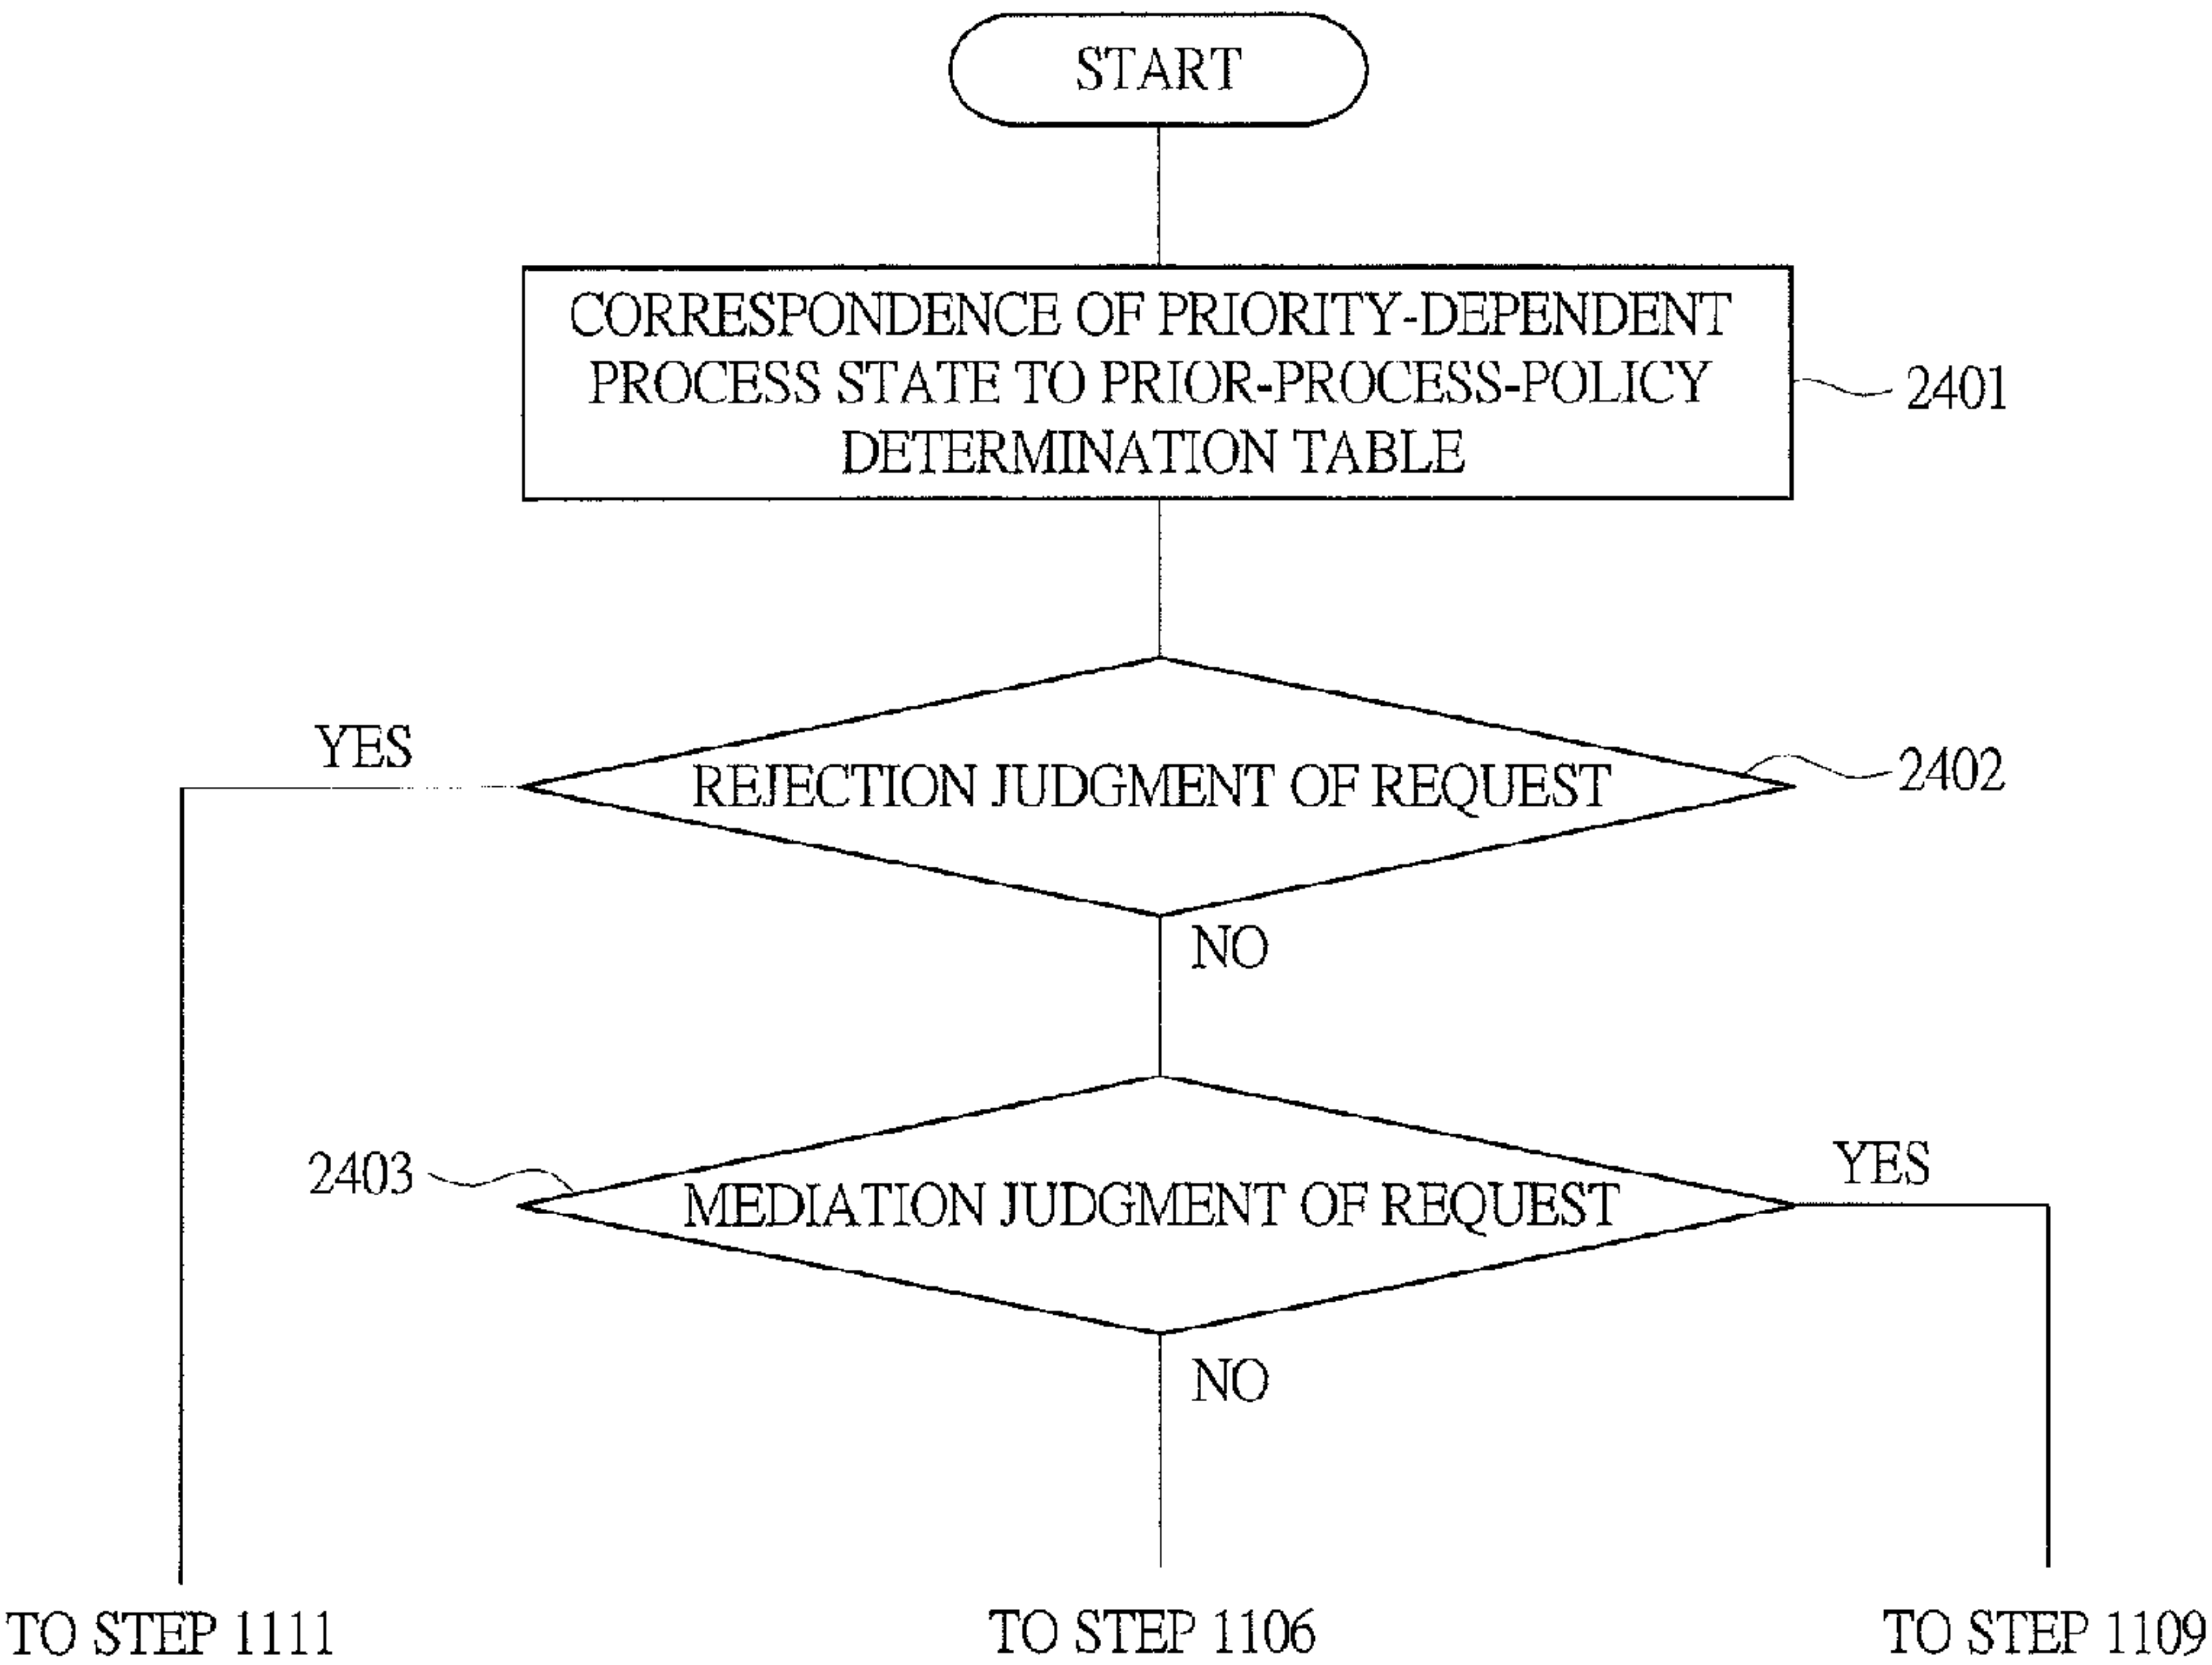 START
CORRESPONDENCE OF PRIORITY-DEPENDENT
PROCESS STATE TO PRIOR-PROCESS-POLICY
DETERMINATION TABLE
2401
YES
REJECTION JUDGMENT OF REQUEST
2402
NO
2403
MEDIATION JUDGMENT OF REQUEST
YES
NO
TO STEP 1111
TO STEP 1106
TO STEP 1109